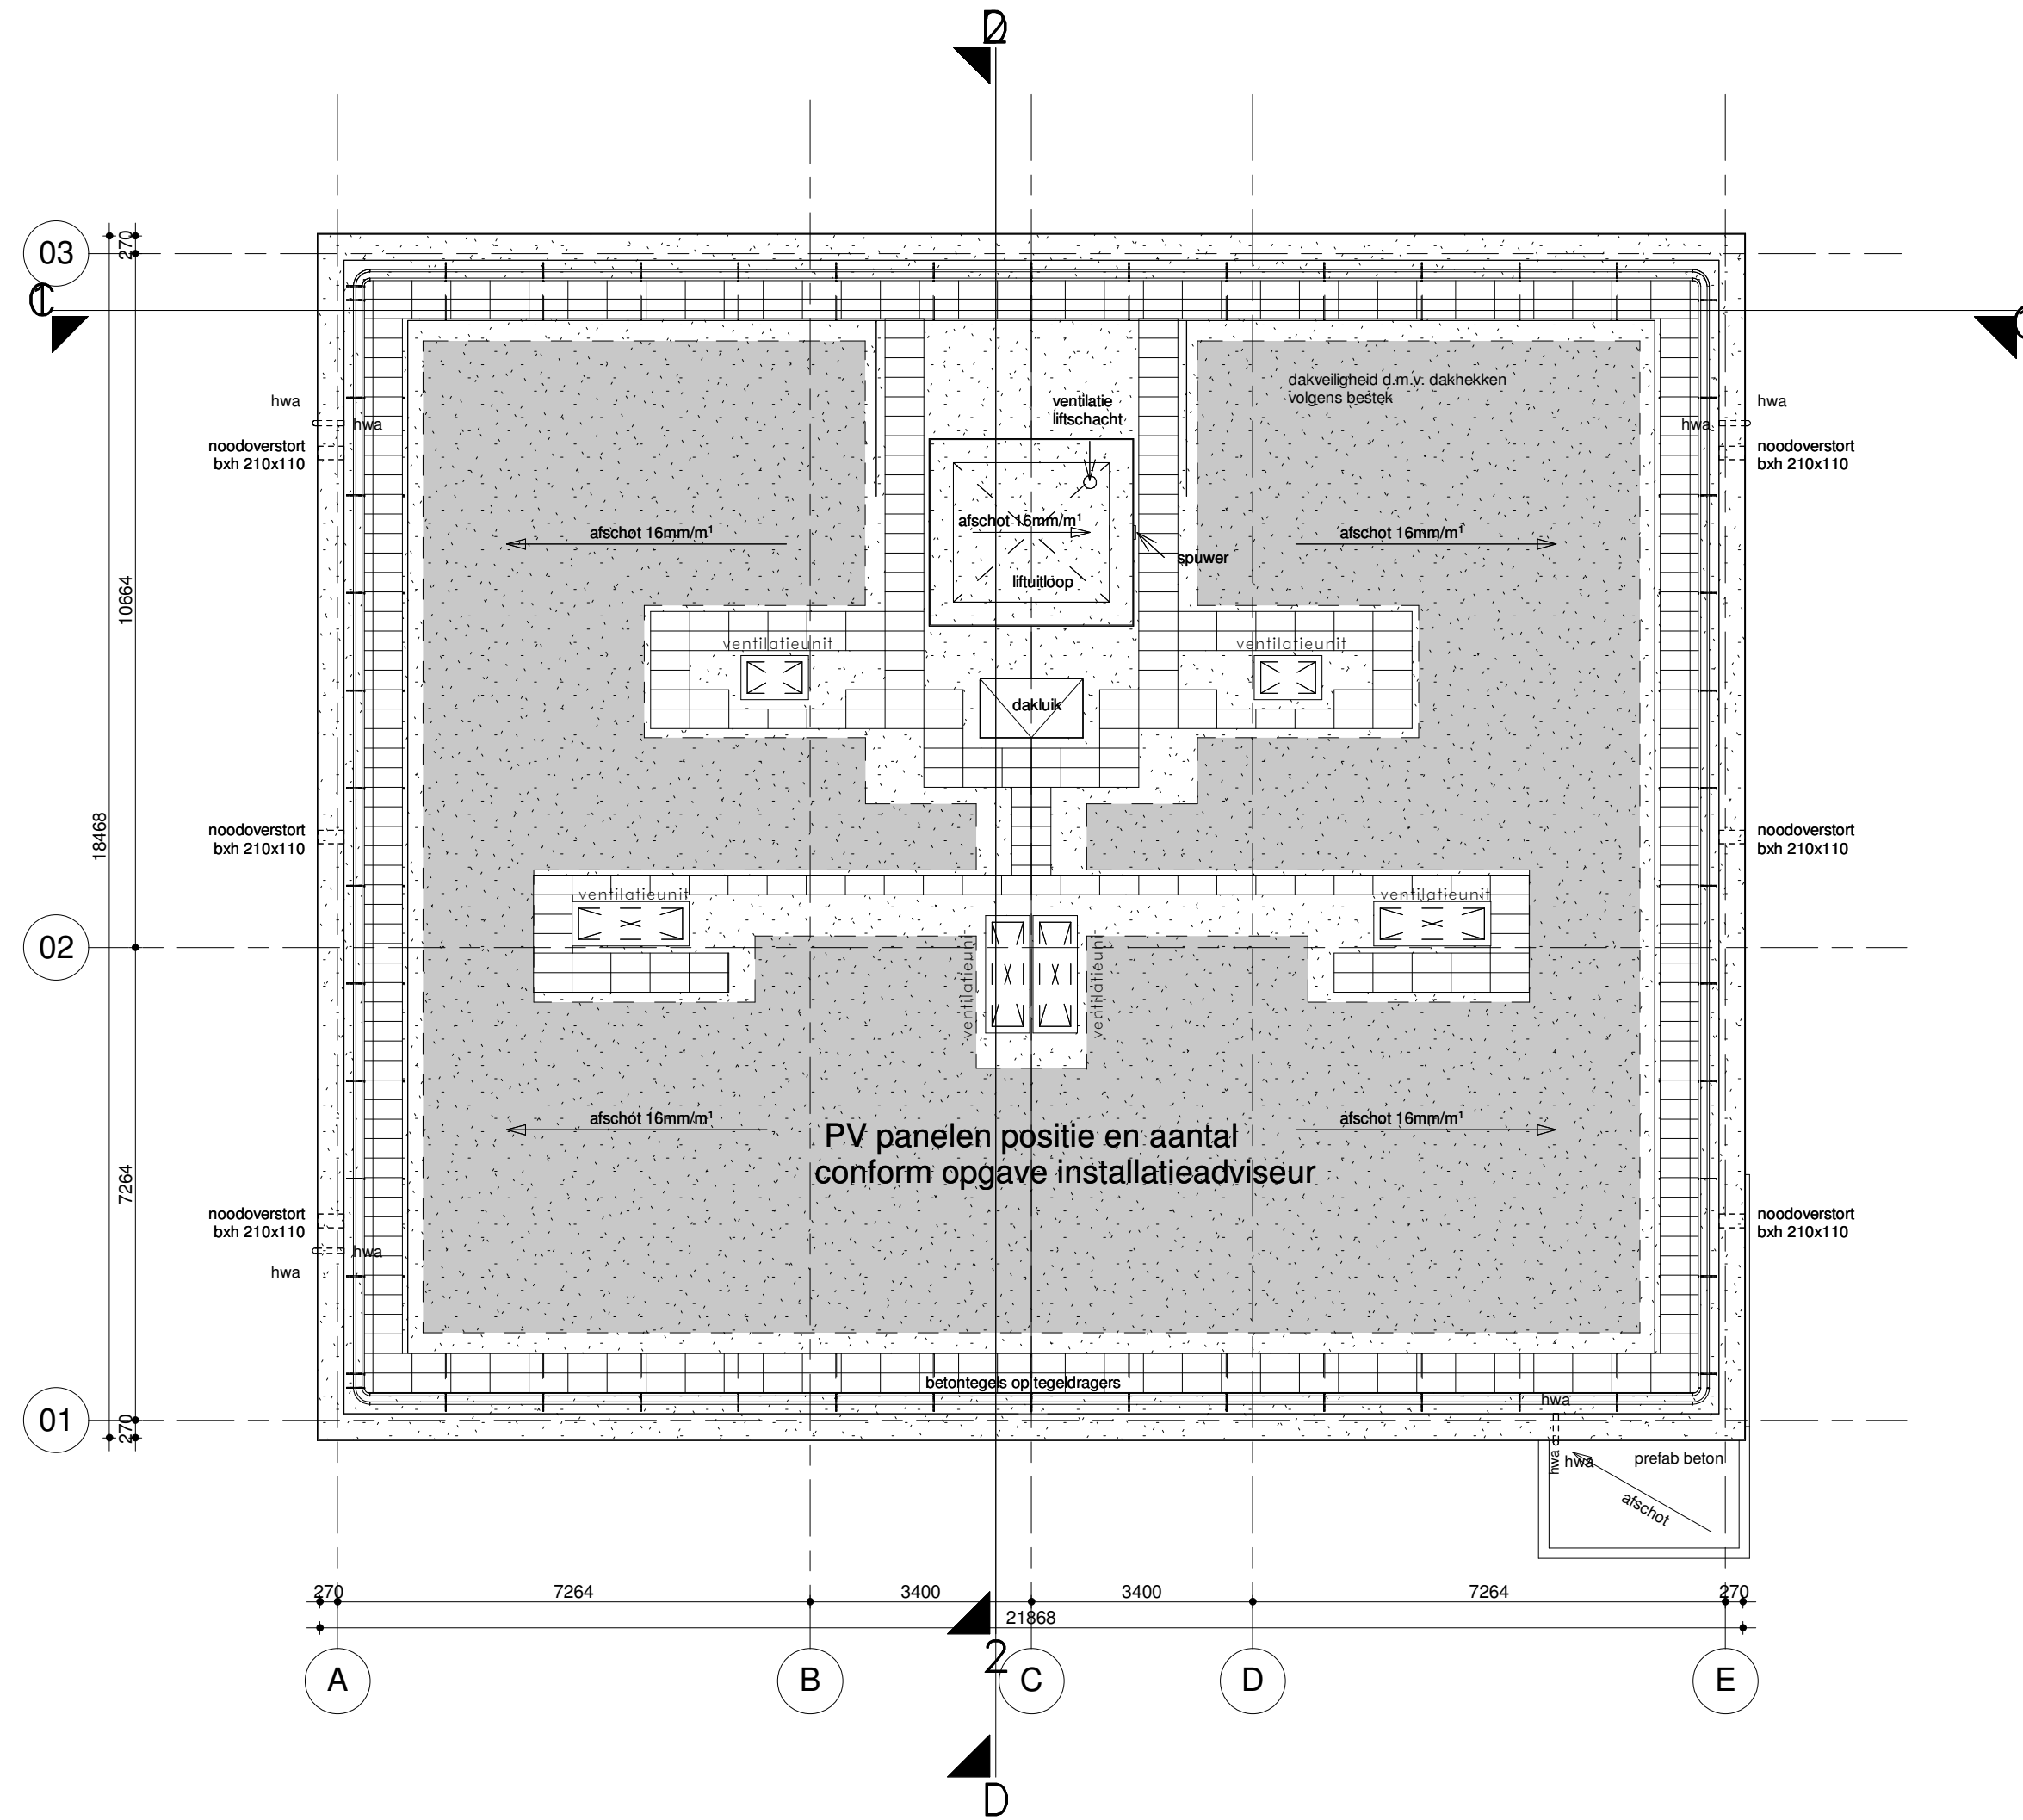 D
2
03
270
C
1
C
ventilatie
liftschacht
dakveiligheid d.m.v. dakhekken
volgens bestek
hwa
hwa
noodoverstort
bxh 210x110
hwa
hwa
noodoverstort
bxh 210x110
afschot 16mm/m¹
afschot 16mm/m¹
afschot 16mm/m¹
spuwer
liftuitloop
10664
ventilatieunit
ventilatieunit
dakluik
18468
noodoverstort
bxh 210x110
noodoverstort
bxh 210x110
ventilatieunit
ventilatieunit
02
ventilatieunit
ventilatieunit
afschot 16mm/m¹
afschot 16mm/m¹
PV panelen positie en aantal
conform opgave installatieadviseur
7264
noodoverstort
bxh 210x110
hwa
hwa
noodoverstort
bxh 210x110
betontegels op tegeldragers
hwa
01
270
hwa
hwa
prefab beton
afschot
270
7264
3400
3400
7264
270
21868
2
A
B
C
D
E
D